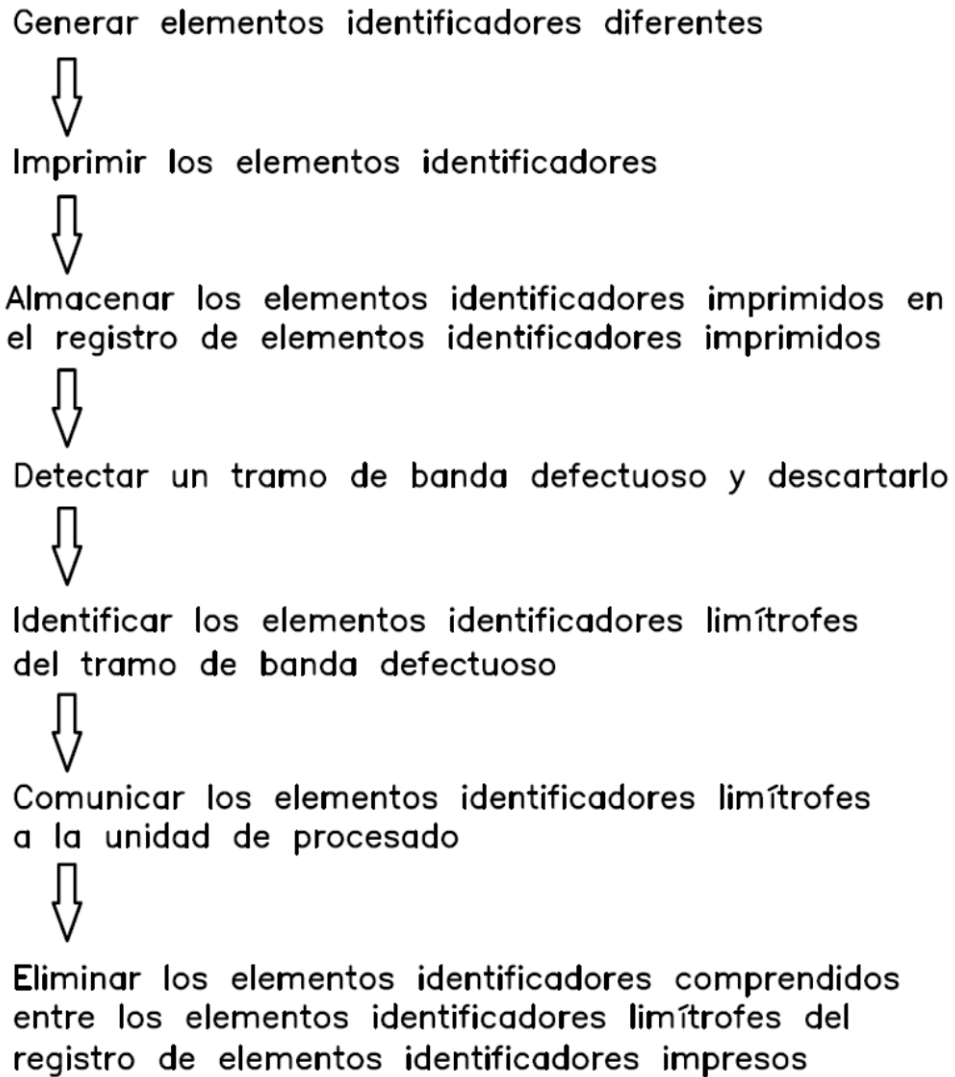 Generar elementos identificadores diferentes
Imprimir los elementos identificadores
Almacenar los elementos identificadores imprimidos en
el registro de elementos identificadores imprimidos
Detectar un tramo de banda defectuoso y descartarlo
Identificar los elementos identificadores limítrofes
del tramo de banda defectuoso
Comunicar los elementos identificadores limítrofes
a la unidad de procesado
Eliminar los elementos identificadores comprendidos
entre los elementos identificadores limítrofes del
registro de elementos identificadores impresos